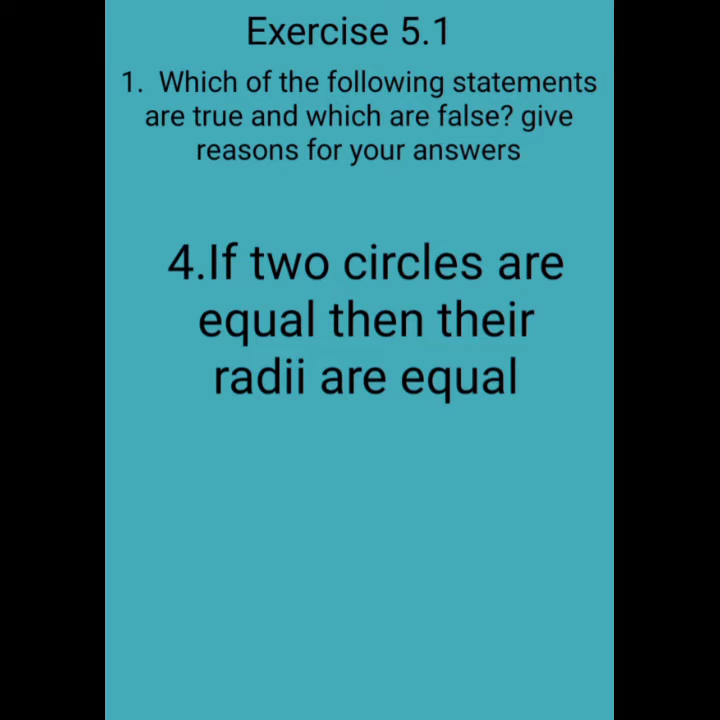 Exercise 5.1
1. Which of the following statements
are true and which are false? give
reasons for your answers
4.If two circles are
equal then their
radii are equal